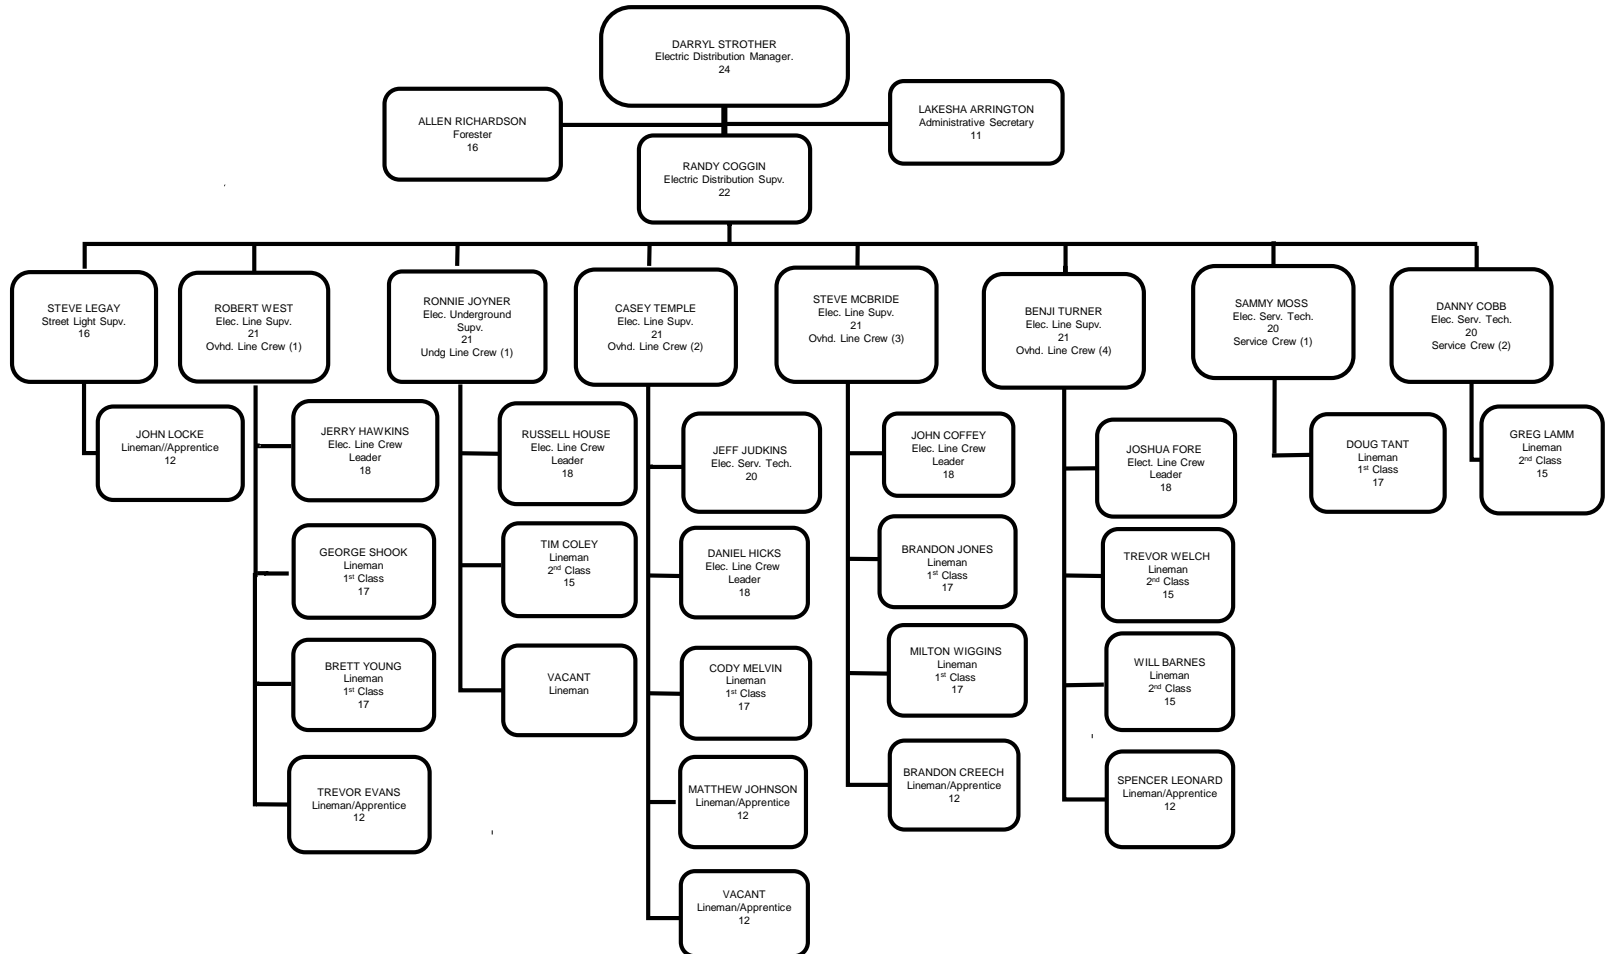 DARRYL STROTHER
Electric Distribution Manager.
24
ALLEN RICHARDSON
Forester
16
LAKESHA ARRINGTON
Administrative Secretary
11
RANDY COGGIN
Electric Distribution Supv.
22
STEVE LEGAY
Street Light Supv.
16
ROBERT WEST
Elec. Line Supv.
21
Ovhd. Line Crew (1)
RONNIE JOYNER
Elec. Underground
Supv.
21
Undg Line Crew (1)
CASEY TEMPLE
Elec. Line Supv.
21
Ovhd. Line Crew (2)
STEVE MCBRIDE
Elec. Line Supv.
21
Ovhd. Line Crew (3)
BENJI TURNER
Elec. Line Supv.
21
Ovhd. Line Crew (4)
SAMMY MOSS
Elec. Serv. Tech.
20
Service Crew (1)
DANNY COBB
Elec. Serv. Tech.
20
Service Crew (2)
JOHN LOCKE
Lineman//Apprentice
12
JERRY HAWKINS
Elec. Line Crew
Leader
18
GEORGE SHOOK
Lineman
1st Class
17
BRETT YOUNG
Lineman
1st Class
17
TREVOR EVANS
Lineman/Apprentice
12
RUSSELL HOUSE
Elec. Line Crew
Leader
18
TIM COLEY
Lineman
2nd Class
15
VACANT
Lineman
JEFF JUDKINS
Elec. Serv. Tech.
20
DANIEL HICKS
Elec. Line Crew
Leader
18
CODY MELVIN
Lineman
1st Class
17
MATTHEW JOHNSON
Lineman/Apprentice
12
VACANT
Lineman/Apprentice
12
JOHN COFFEY
Elec. Line Crew
Leader
18
BRANDON JONES
Lineman
1st Class
17
MILTON WIGGINS
Lineman
1st Class
17
BRANDON CREECH
Lineman/Apprentice
12
JOSHUA FORE
Elect. Line Crew
Leader
18
TREVOR WELCH
Lineman
2nd Class
15
WILL BARNES
Lineman
2nd Class
15
SPENCER LEONARD
Lineman/Apprentice
12
DOUG TANT
Lineman
1st Class
17
GREG LAMM
Lineman
2nd Class
15